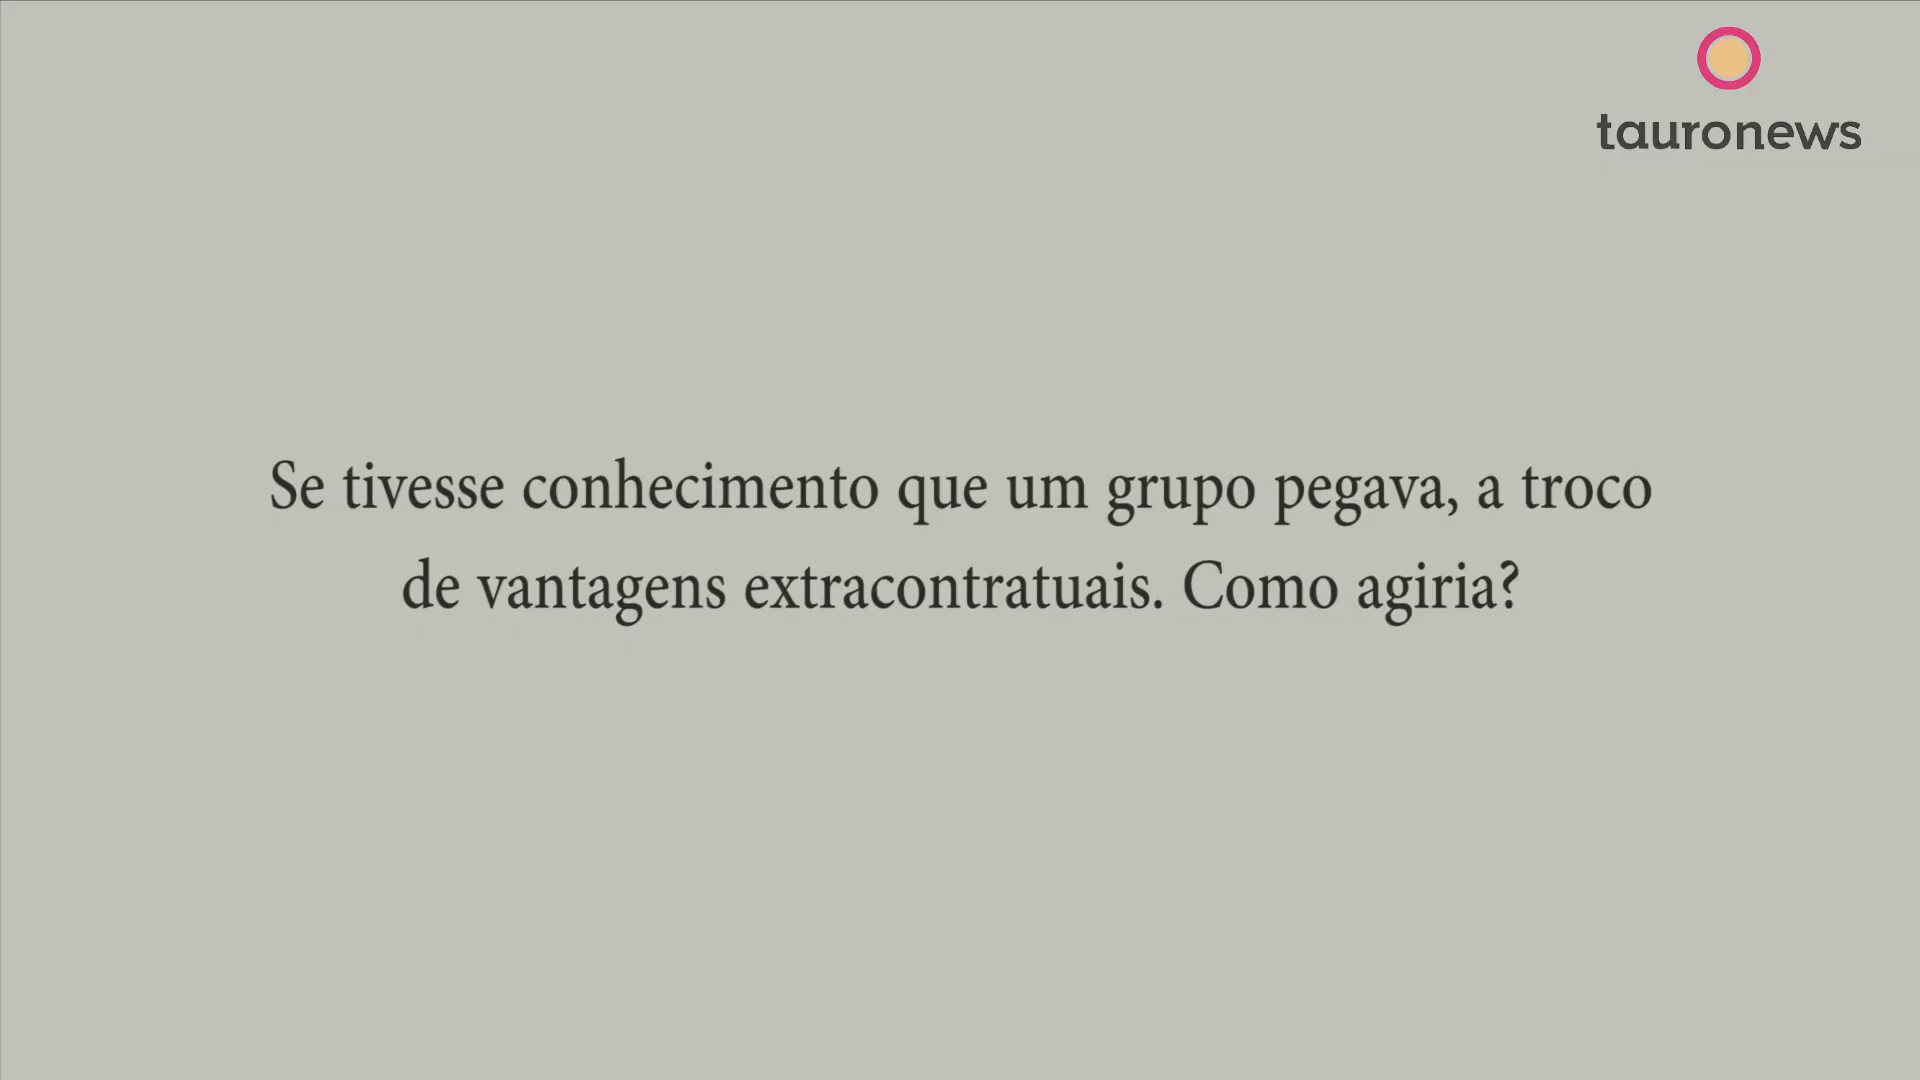 tauronews
Se tivesse conhecimento que um grupo pegava, a troco
de vantagens extracontratuais. Como agiria?